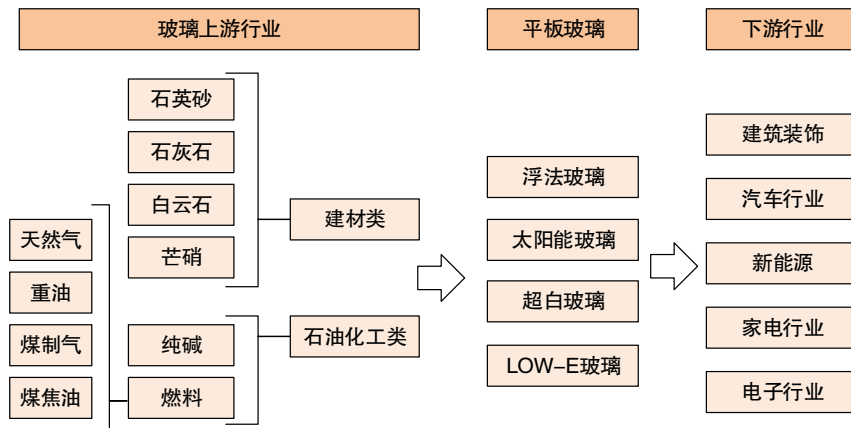 玻璃上游行业
平板玻璃
下游行业
石英砂
石灰石
白云石
芒硝
建材类
天然气
重油
煤制气
煤焦油
纯碱
燃料
石油化工类
浮法玻璃
太阳能玻璃
超白玻璃
LOW-E玻璃
建筑装饰
汽车行业
新能源
家电行业
电子行业